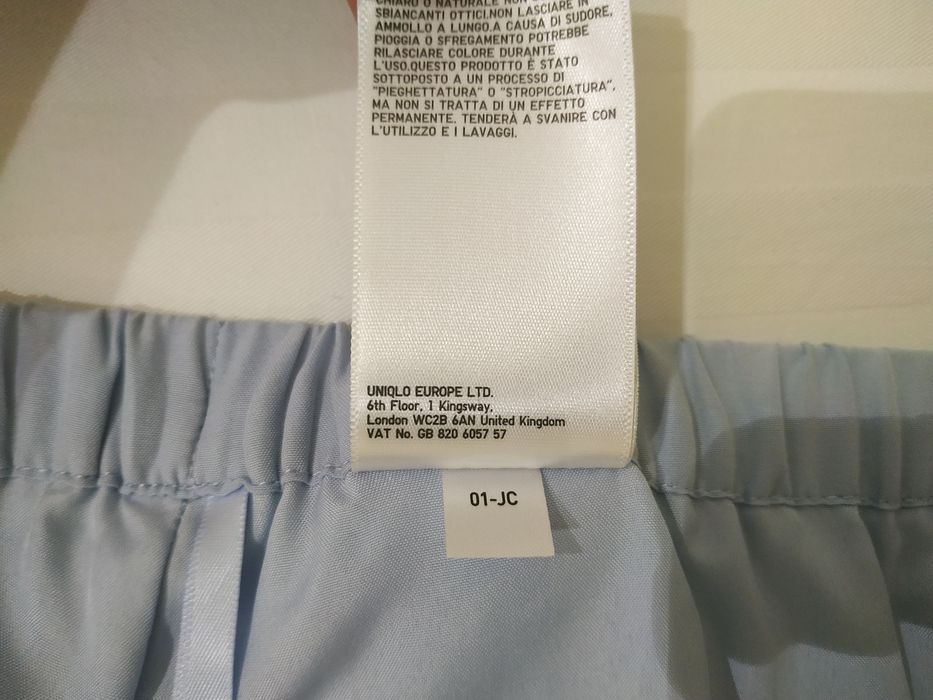 CHIARO O NATURALE NON
SBIANCANTI OTTICI.NON LASCIARE IN
AMMOLLO A LUNGO.A CAUSA DI SUDORE,
PIOGGIA O SFREGAMENTO POTREBBE
RILASCIARE COLORE DURANTE
L'USO.QUESTO PRODOTTO È STATO
SOTTOPOSTO A UN PROCESSO DI
"PIEGHETTATURA" O "STROPICCIATURA",
MA NON SI TRATTA DI UN EFFETTO
PERMANENTE. TENDERÀ A SVANIRE CON
L'UTILIZZO E I LAVAGGI.
UNIQLO EUROPE LTD.
6th Floor, 1 Kingsway,
London WC2B 6AN United Kingdom
VAT No. GB 820 6057 57
01-JC